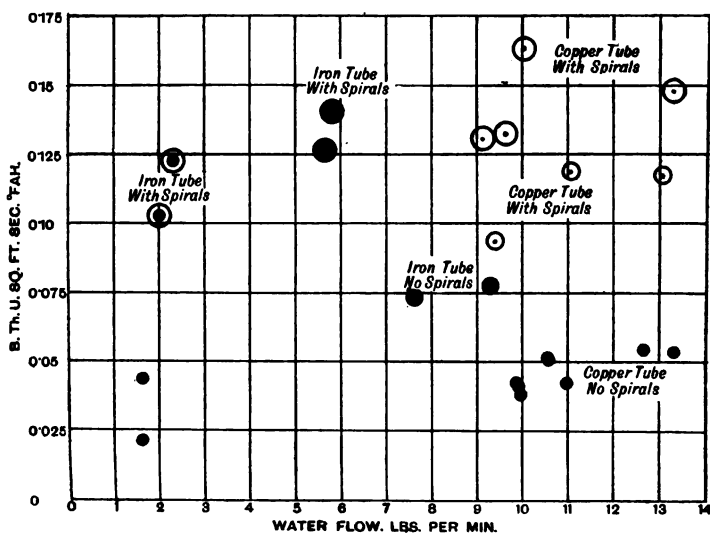 0·175
0·15
0·125
0·10
0·075
0·05
0·025
0
B. Th. U. SQ. FT. SEC. °FAH.
Iron Tube
With Spirals
Copper Tube
With Spirals
Iron Tube
With Spirals
Copper Tube
With Spirals
Iron Tube
No Spirals
Copper Tube
No Spirals
0 1 2 3 4 5 6 7 8 9 10 11 12 13 14
WATER FLOW. LBS. PER MIN.